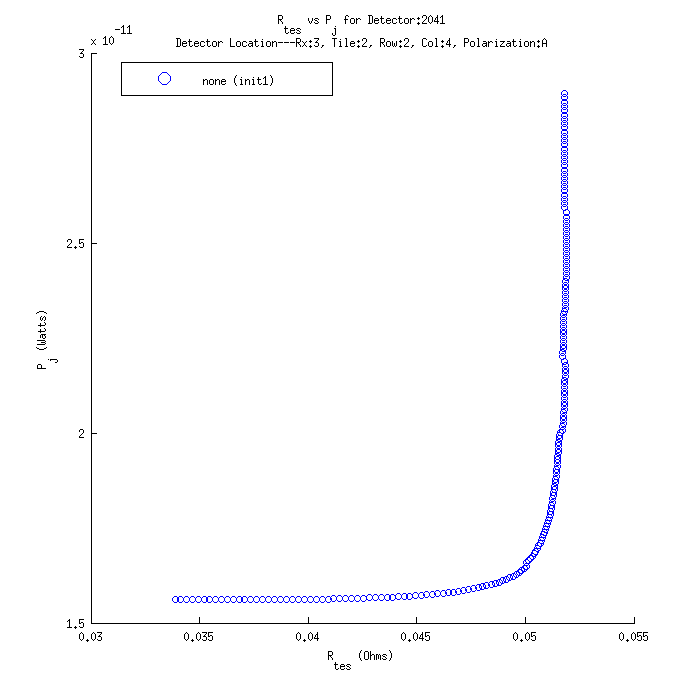 R_tes vs P_j for Detector:2041
Detector Location---Rx:3, Tile:2, Row:2, Col:4, Polarization:A
x 10^-11
none (init1)
3
2.5
2
1.5
P_j (Watts)
0.03 0.035 0.04 0.045 0.05 0.055
R_tes (Ohms)